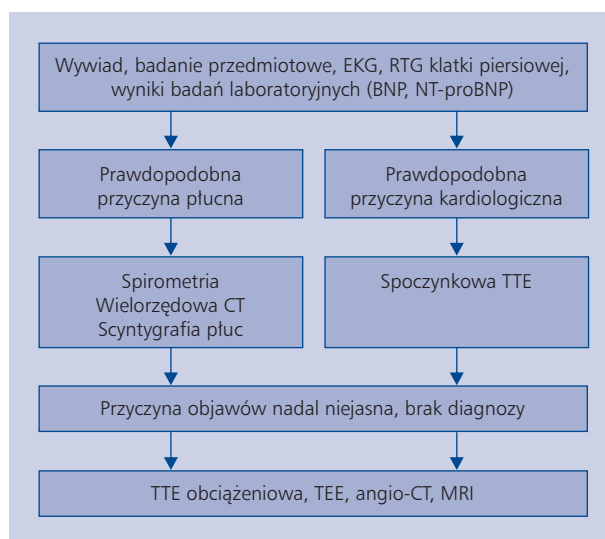 Wywiad, badanie przedmiotowe, EKG, RTG klatki piersiowej,
wyniki badań laboratoryjnych (BNP, NT-proBNP)
Prawdopodobna
przyczyna płucna
Prawdopodobna
przyczyna kardiologiczna
Spirometria
Wielorzędowa CT
Scyntygrafia płuc
Spoczynkowa TTE
Przyczyna objawów nadal niejasna, brak diagnozy
TTE obciążeniowa, TEE, angio-CT, MRI